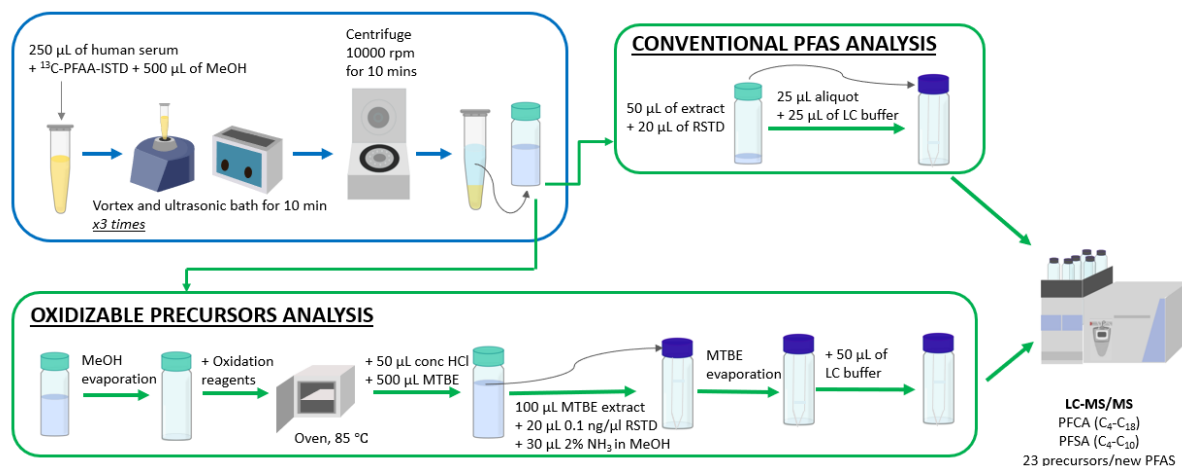 250 µL of human serum
+ ¹³C-PFAA-ISTD + 500 µL of MeOH
Vortex and ultrasonic bath for 10 min
x3 times
Centrifuge
10000 rpm
for 10 mins
CONVENTIONAL PFAS ANALYSIS
50 µL of extract
+ 20 µL of RSTD
25 µL aliquot
+ 25 µL of LC buffer
OXIDIZABLE PRECURSORS ANALYSIS
MeOH
evaporation
+ Oxidation
reagents
Oven, 85 °C
+ 50 µL conc HCl
+ 500 µL MTBE
100 µL MTBE extract
+ 20 µL 0.1 ng/µl RSTD
+ 30 µL 2% NH₃ in MeOH
MTBE
evaporation
+ 50 µL of
LC buffer
LC-MS/MS
PFCA (C₄-C₁₈)
PFSA (C₄-C₁₀)
23 precursors/new PFAS